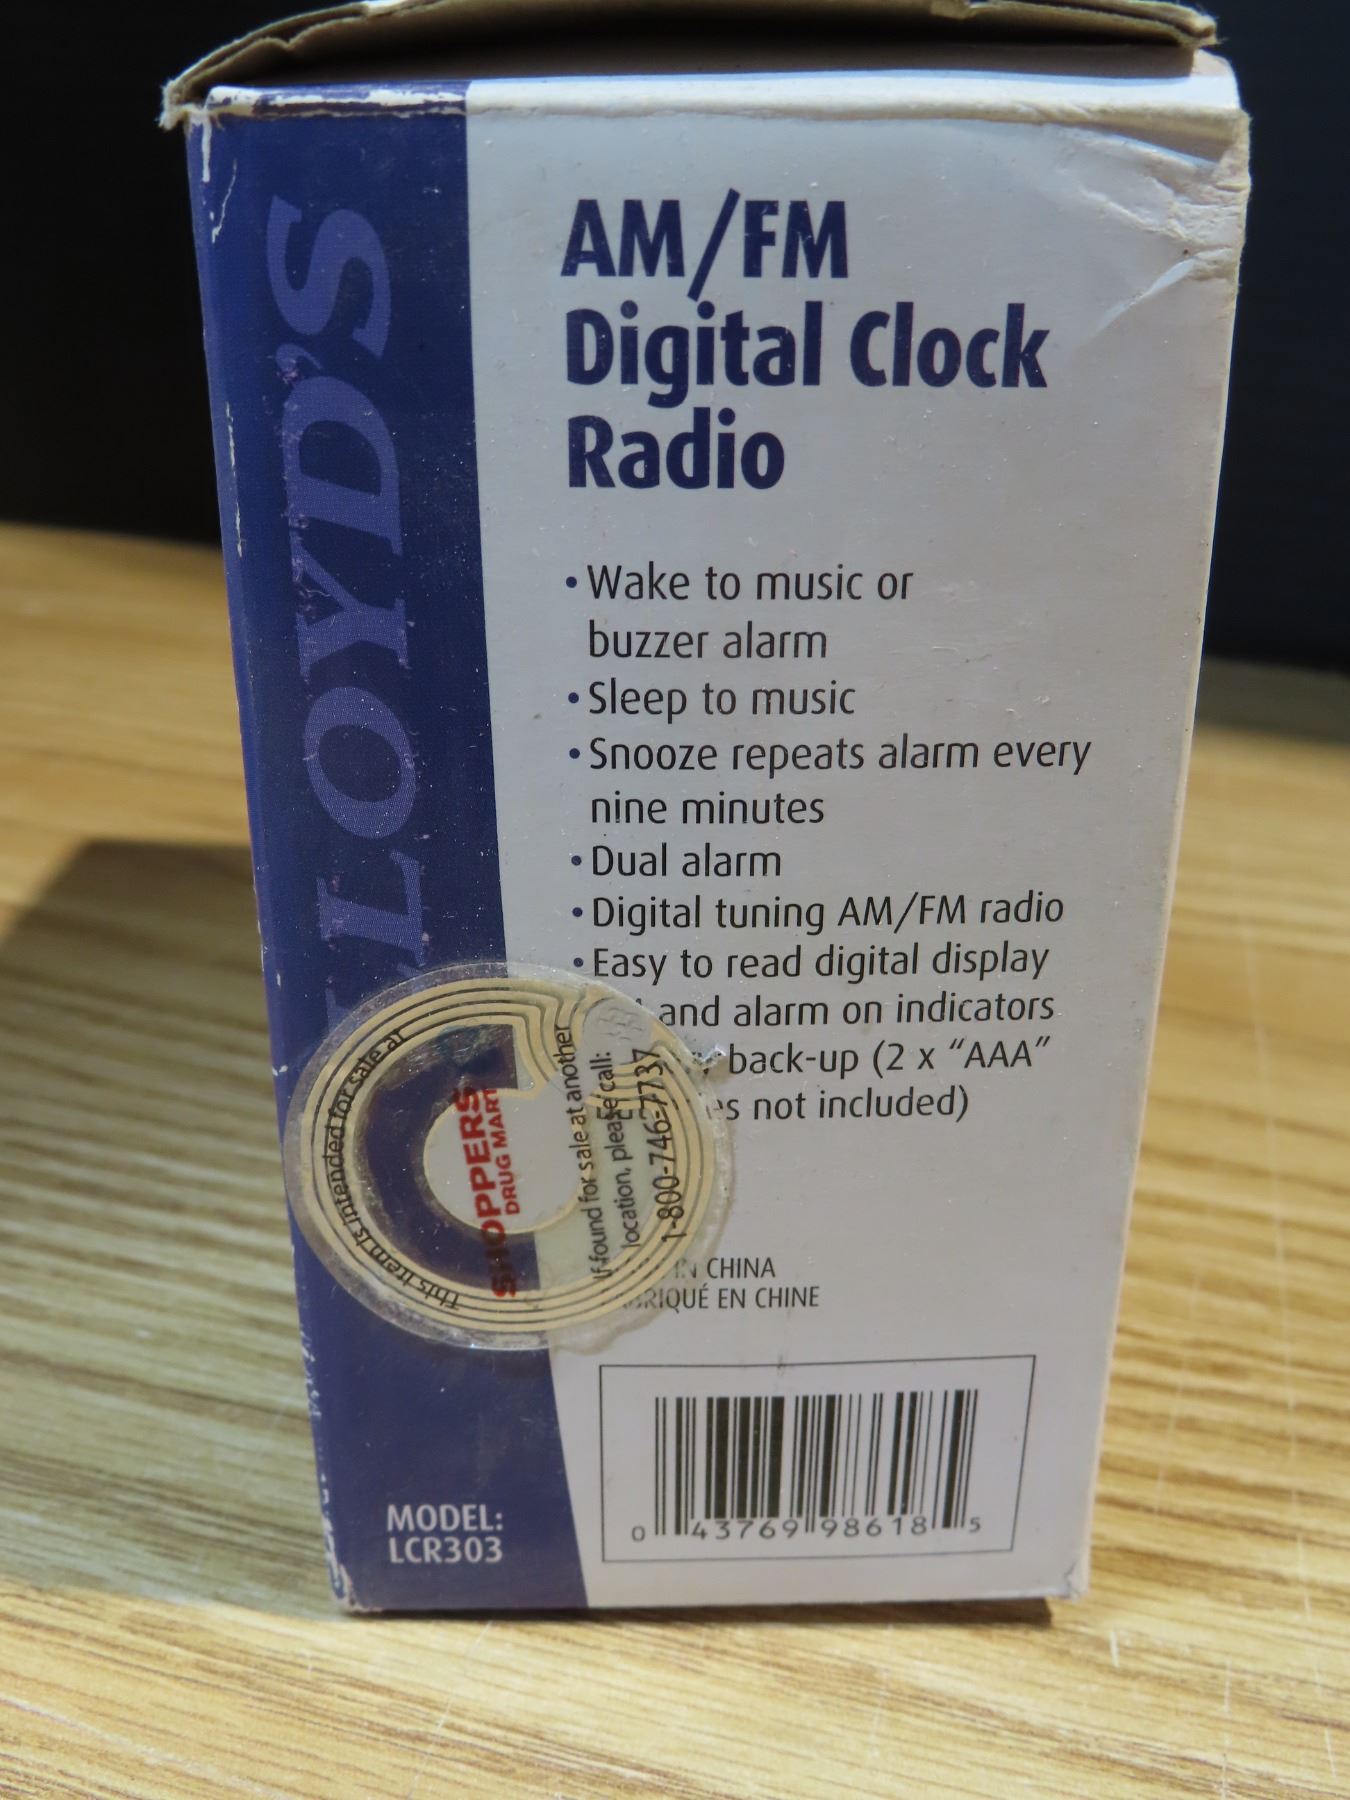 LLOYD'S
AM/FM
Digital Clock
Radio
• Wake to music or
buzzer alarm
• Sleep to music
• Snooze repeats alarm every
nine minutes
• Dual alarm
• Digital tuning AM/FM radio
• Easy to read digital display
and alarm on indicators
back-up (2 x “AAA”
not included)
This item is intended for sale at
SHOPPERS
DRUG MART
If found for sale at another
location, please call:
1-800-746-7737
IN CHINA
EN CHINE
MODEL:
LCR303
0 43769 98618 5